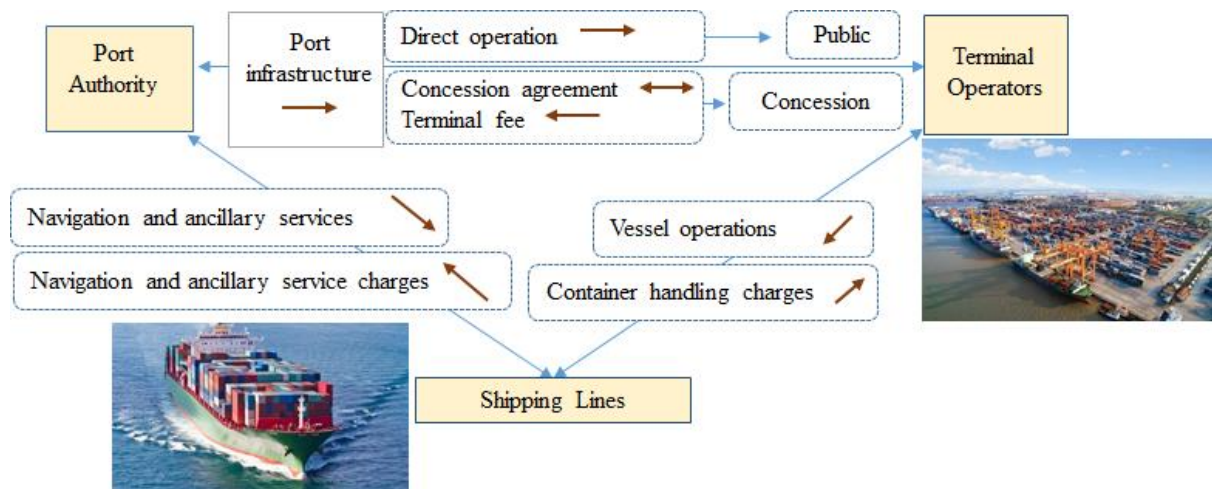 Port
Authority
Port
infrastructure
Direct operation
Public
Concession agreement
Terminal fee
Concession
Terminal
Operators
Navigation and ancillary services
Navigation and ancillary service charges
Vessel operations
Container handling charges
Shipping Lines